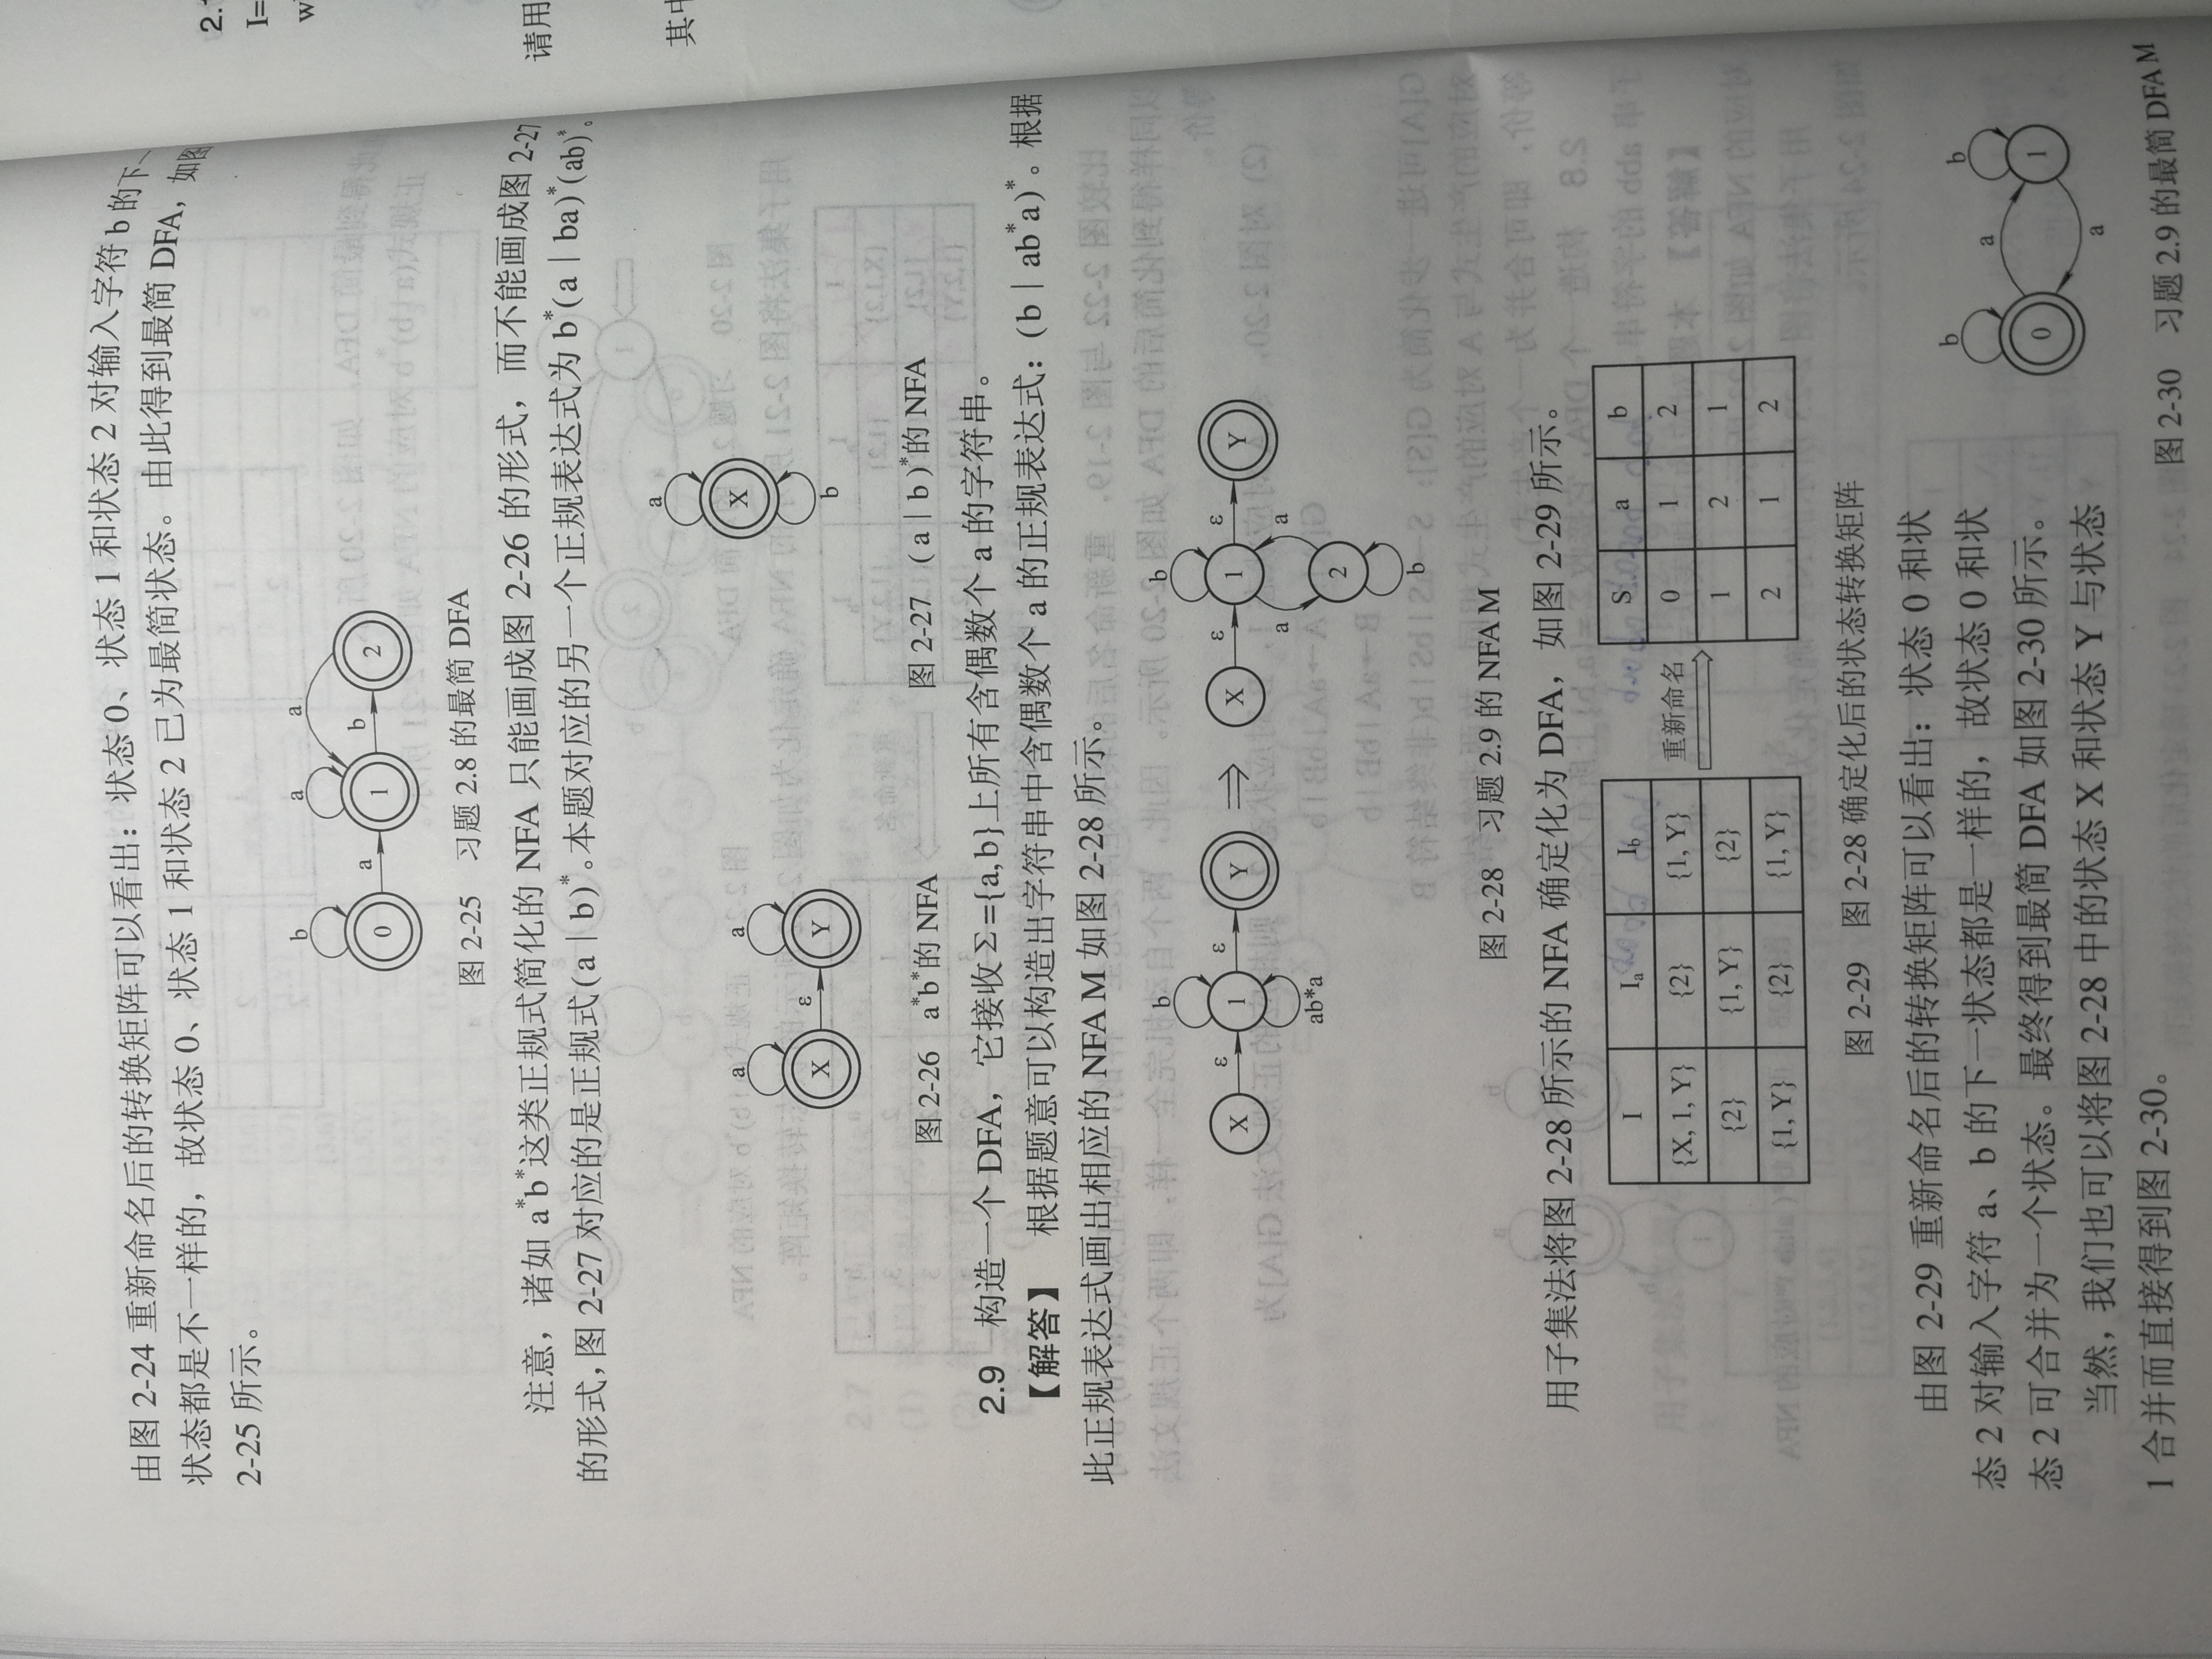 由图 2-24 重新命名后的转换矩阵可以看出：状态 0、状态 1 和状态 2 对输入字符 b 的下
状态都是不一样的，故状态 0、状态 1 和状态 2 已为最简状态。由此得到最简 DFA，如图
2-25 所示。
b
a
a
a
b
0
1
2
图 2-25 习题 2.8 的最简 DFA
注意，诸如 a*b*这类正规式简化的 NFA 只能画成图 2-26 的形式，而不能画成图 2-27
的形式，图 2-27 对应的是正规式(a | b)*。本题对应的另一个正规表达式为 b*(a | ba)*(ab)*。
a
a
X
ε
Y
a
X
b
图 2-26 a*b*的 NFA
图 2-27 (a | b)*的 NFA
2.9 构造一个 DFA，它接收Σ={a,b}上所有含偶数个 a 的字符串。
【解答】 根据题意可以构造出字符串中含偶数个 a 的正规表达式：(b | ab*a)*。根据
此正规表达式画出相应的 NFA M 如图 2-28 所示。
b
X
ε
1
ε
Y
ab*a
⇒
b
X
ε
1
ε
Y
a
a
2
b
图 2-28 习题 2.9 的 NFA M
用子集法将图 2-28 所示的 NFA 确定化为 DFA，如图 2-29 所示。
I Ia Ib
{X, 1, Y} {2} {1, Y}
{2} {1, Y} {2}
{1, Y} {2} {1, Y}
重新命名
S a b
0 1 2
1 2 1
2 1 2
图 2-29 图 2-28 确定化后的状态转换矩阵
由图 2-29 重新命名后的转换矩阵可以看出：状态 0 和状
态 2 对输入字符 a、b 的下一状态都是一样的，故状态 0 和状
态 2 可合并为一个状态。最终得到最简 DFA 如图 2-30 所示。
当然，我们也可以将图 2-28 中的状态 X 和状态 Y 与状态
1 合并而直接得到图 2-30。
b
b
a
0
1
a
图 2-30 习题 2.9 的最简 DFA M
2.
I=
w
请用
其中